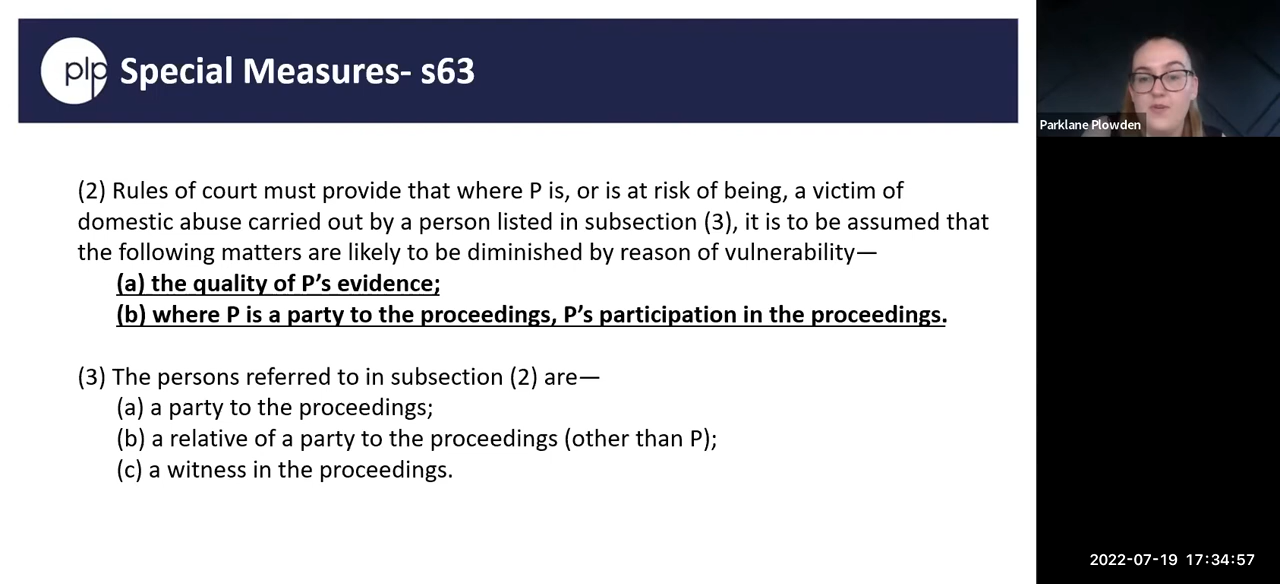 plp Special Measures- s63
Parklane Plowden
(2) Rules of court must provide that where P is, or is at risk of being, a victim of
domestic abuse carried out by a person listed in subsection (3), it is to be assumed that
the following matters are likely to be diminished by reason of vulnerability—
(a) the quality of P’s evidence;
(b) where P is a party to the proceedings, P’s participation in the proceedings.
(3) The persons referred to in subsection (2) are—
(a) a party to the proceedings;
(b) a relative of a party to the proceedings (other than P);
(c) a witness in the proceedings.
2022-07-19 17:34:57